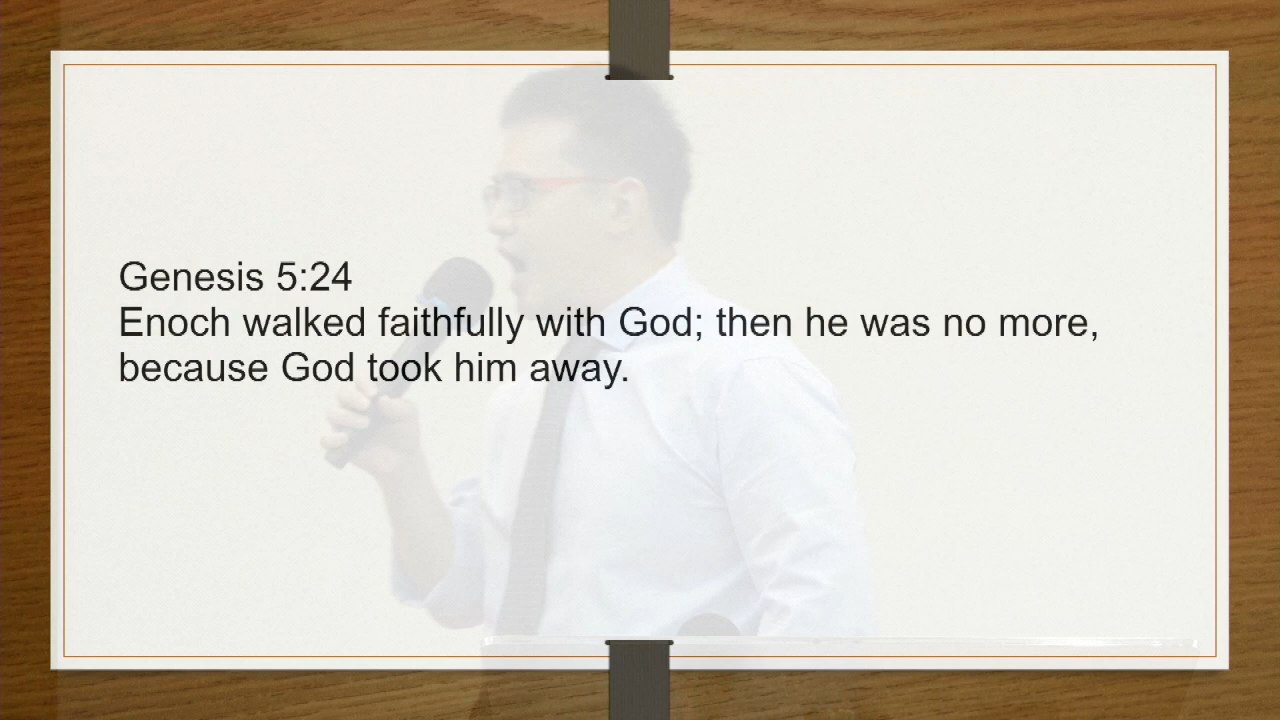 Genesis 5:24
Enoch walked faithfully with God; then he was no more,
because God took him away.